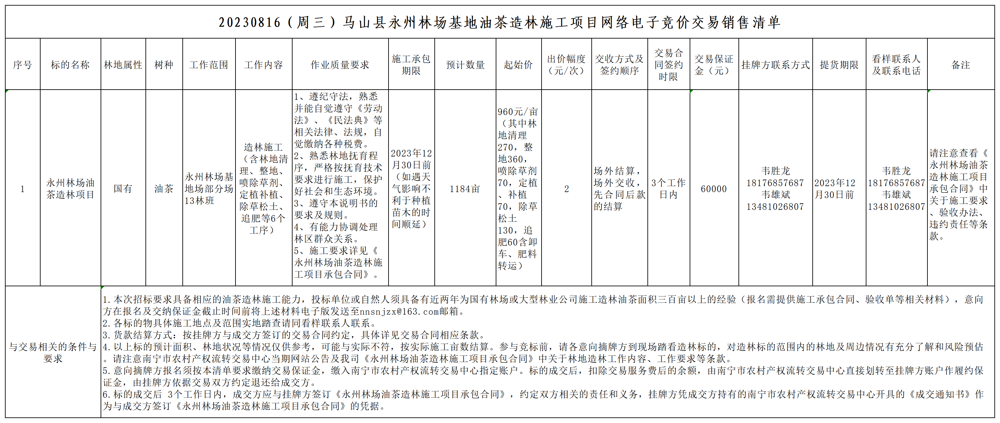 20230816（周三）马山县永州林场基地油茶造林施工项目网络电子竞价交易销售清单
序号
标的名称
林地属性
树种
工作范围
工作内容
作业质量要求
施工承包
期限
预计数量
起始价
出价幅度
（元/次）
交收方式及
签约顺序
交易合
同签约
时限
交易保证
金（元）
挂牌方联系方式
提货期限
看样联系人
及联系电话
备注
1
永州林场油
茶造林项目
国有
油茶
永州林场基
地场部分场
13林班
造林施工
（含林地清
理、整地、
喷除草剂、
定植补植、
除草松土、
追肥等6个
工序）
1、遵纪守法，熟悉
并能自觉遵守《劳动
法》、《民法典》等
相关法律、法规，自
觉缴纳各种税费。
2、熟悉林地抚育程
序，严格按抚育技术
要求进行施工，保护
好社会和生态环境。
3、遵守本说明书的
要求及规则。
4、有能力协调处理
林区群众关系。
5、施工要求详见《
永州林场油茶造林施
工项目承包合同》。
2023年12
月30日前
（如遇天
气影响不
利于种植
苗木的时
间顺延）
1184亩
960元/亩
（其中林
地清理
270，整
地360，
喷除草剂
70，定植
、补植
70，除草
松土
130，追
肥60含卸
车、肥料
转运）
2
场外结算，
场外交收，
先合同后款
的结算
3个工作
日内
60000
韦胜龙
18176857687
韦雄斌
13481026807
2023年12
月30日前
韦胜龙
18176857687
韦雄斌
13481026807
请注意查看《
永州林场油茶
造林施工项目
承包合同》中
关于施工要求
、验收办法、
违约责任等条
款。
与交易相关的条件与
要求
1.本次招标要求具备相应的油茶造林施工能力，投标单位或自然人须具备有近两年为国有林场或大型林业公司施工造林油茶面积三百亩以上的经验（报名需提供施工承包合同、验收单等相关材料），意向
方在报名及交纳保证金截止时间前将上述材料电子版发送至nnsnjzx@163.com邮箱。
2.各标的物具体施工地点及范围实地踏查请同看样联系人联系。
3.货款结算方式：按挂牌方与成交方签订的交易合同约定，具体详见交易合同相应条款。
4.以上标的预计面积、林地状况等情况仅供参考，可能与实际不符，按实际施工亩数结算。参与竞标前，请各意向摘牌方到现场踏看造林标的，对造林标的范围内的林地及周边情况有充分了解和风险预估
。请注意南宁市农村产权流转交易中心当期网站公告及我司《永州林场油茶造林施工项目承包合同》中关于林地造林工作内容、工作要求等条款。
5.意向摘牌方报名须按本清单要求缴纳交易保证金，缴入南宁市农村产权流转交易中心指定账户。标的成交后，扣除交易服务费后的余额，由南宁市农村产权流转交易中心直接划转至挂牌方账户作履约保
证金，由挂牌方依据交易双方约定退还给成交方。
6.标的成交后 3个工作日内，成交方应与挂牌方签订《永州林场油茶造林施工项目承包合同》，约定双方相关的责任和义务，挂牌方凭成交方持有的南宁市农村产权流转交易中心开具的《成交通知书》作
为与成交方签订《永州林场油茶造林施工项目承包合同》的凭据。